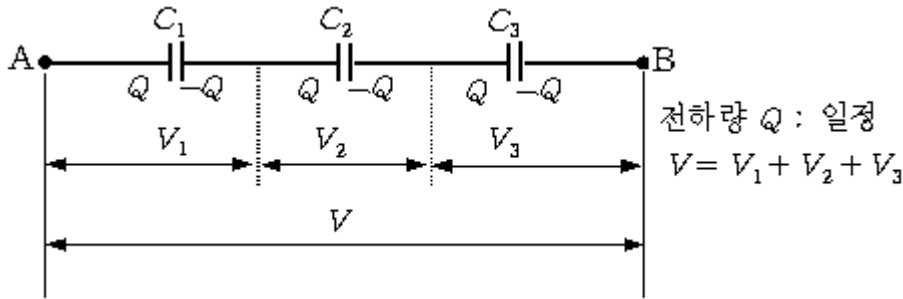 C₁ C₂ C₃
A B
Q −Q Q −Q Q −Q
전하량 Q : 일정
V₁ V₂ V₃
V = V₁ + V₂ + V₃
V